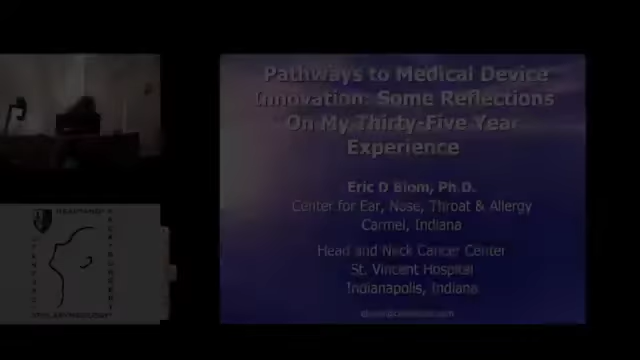 Pathways to Medical Device
Innovation: Some Reflections
On My Thirty-Five Year
Experience
Eric D Blom, Ph.D.
Center for Ear, Nose, Throat & Allergy
Carmel, Indiana
Head and Neck Cancer Center
St. Vincent Hospital
Indianapolis, Indiana